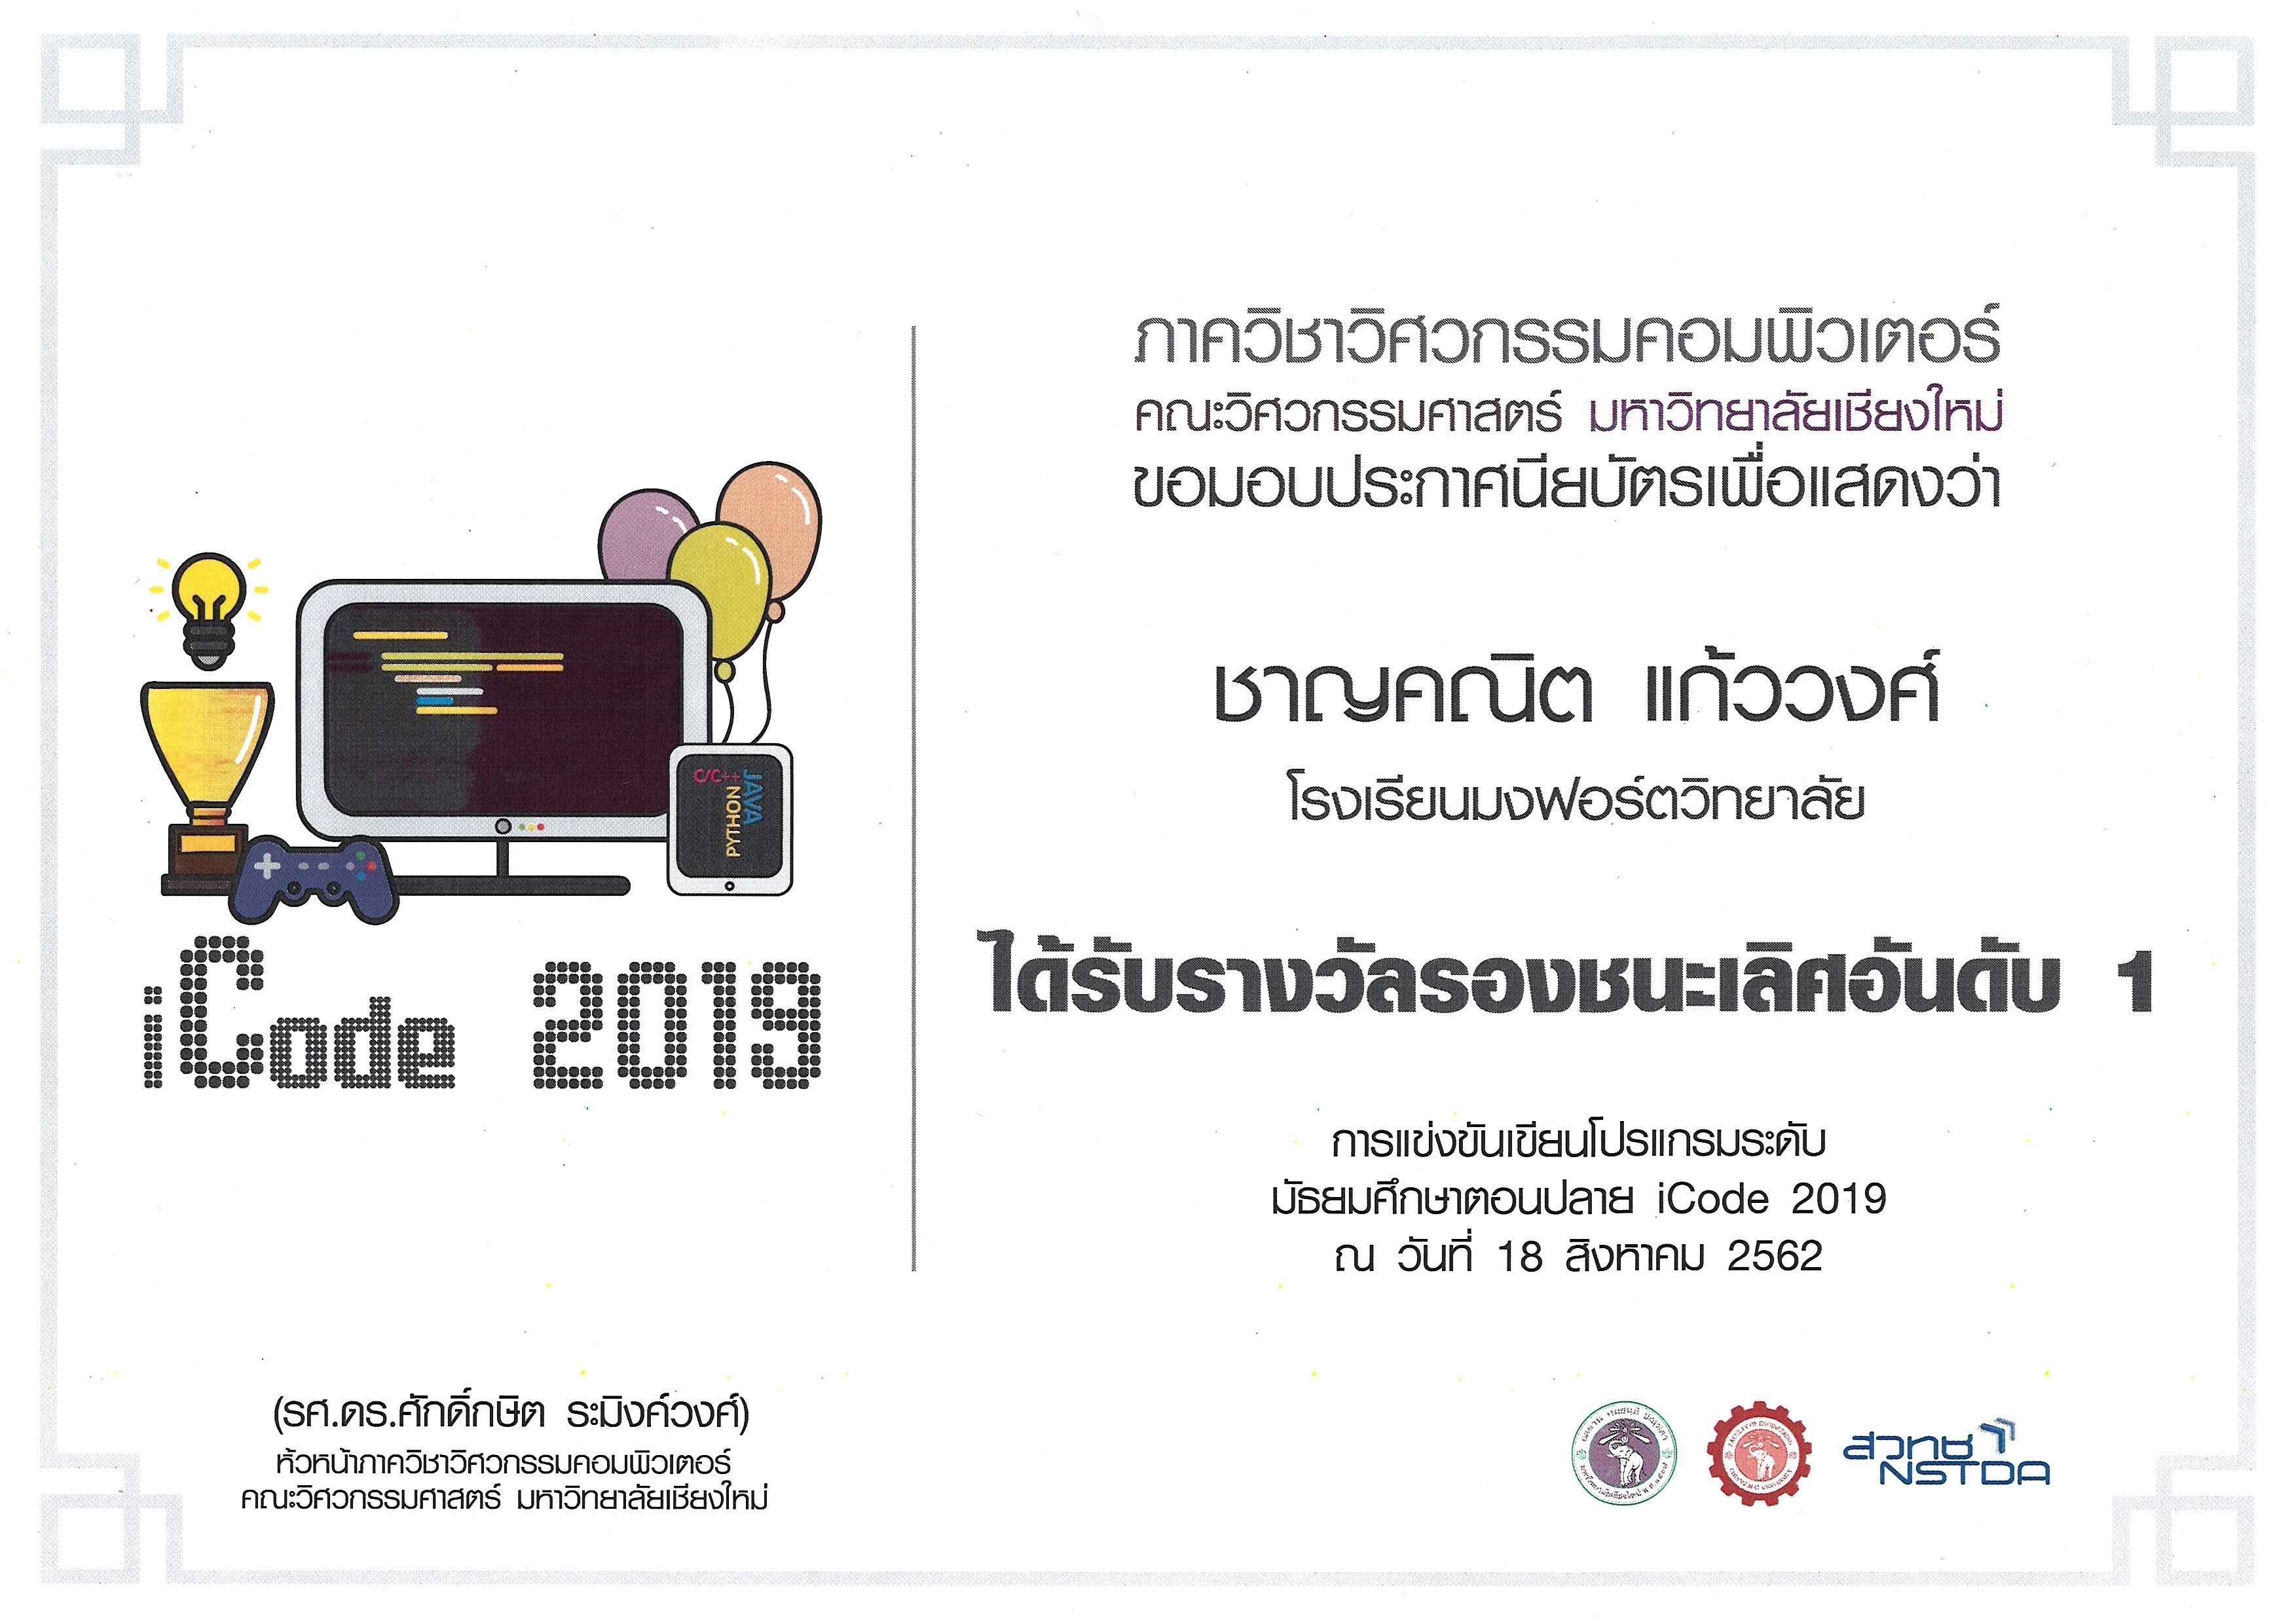 ภาควิชาวิศวกรรมคอมพิวเตอร์
คณะวิศวกรรมศาสตร์ มหาวิทยาลัยเชียงใหม่
ขอมอบประกาศนียบัตรเพื่อแสดงว่า
ชาญคณิต แก้ววงศ์
โรงเรียนมงฟอร์ตวิทยาลัย
ได้รับรางวัลรองชนะเลิศอันดับ 1
การแข่งขันเขียนโปรแกรมระดับ
มัธยมศึกษาตอนปลาย iCode 2019
ณ วันที่ 18 สิงหาคม 2562
C/C++
JAVA
PYTHON
iCode 2019
(รศ.ดร.ศักดิ์กษิต ระมิงค์วงศ์)
หัวหน้าภาควิชาวิศวกรรมคอมพิวเตอร์
คณะวิศวกรรมศาสตร์ มหาวิทยาลัยเชียงใหม่
สวทช
NSTDA